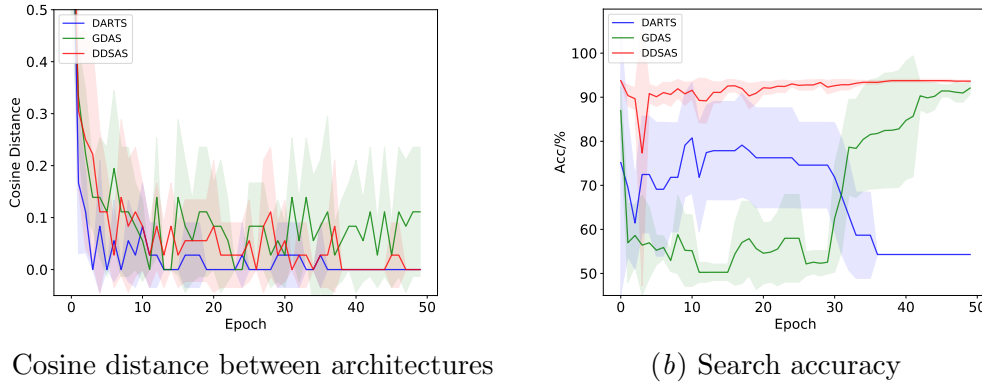 0.5
0.4
0.3
0.2
0.1
0.0
Cosine Distance
DARTS
GDAS
DDSAS
0 10 20 30 40 50
Epoch
100
90
80
70
60
50
Acc/%
DARTS
GDAS
DDSAS
0 10 20 30 40 50
Epoch
Cosine distance between architectures
(b) Search accuracy